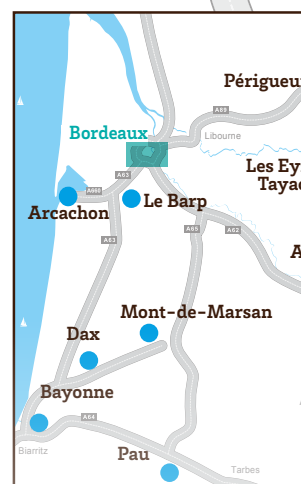 Périgueu
A89
Bordeaux
Libourne
Les Ey
Tayac
A63
A660
Arcachon
Le Barp
A63
A65
A62
A
Mont-de-Marsan
Dax
Bayonne
A64
Biarritz
Pau
Tarbes